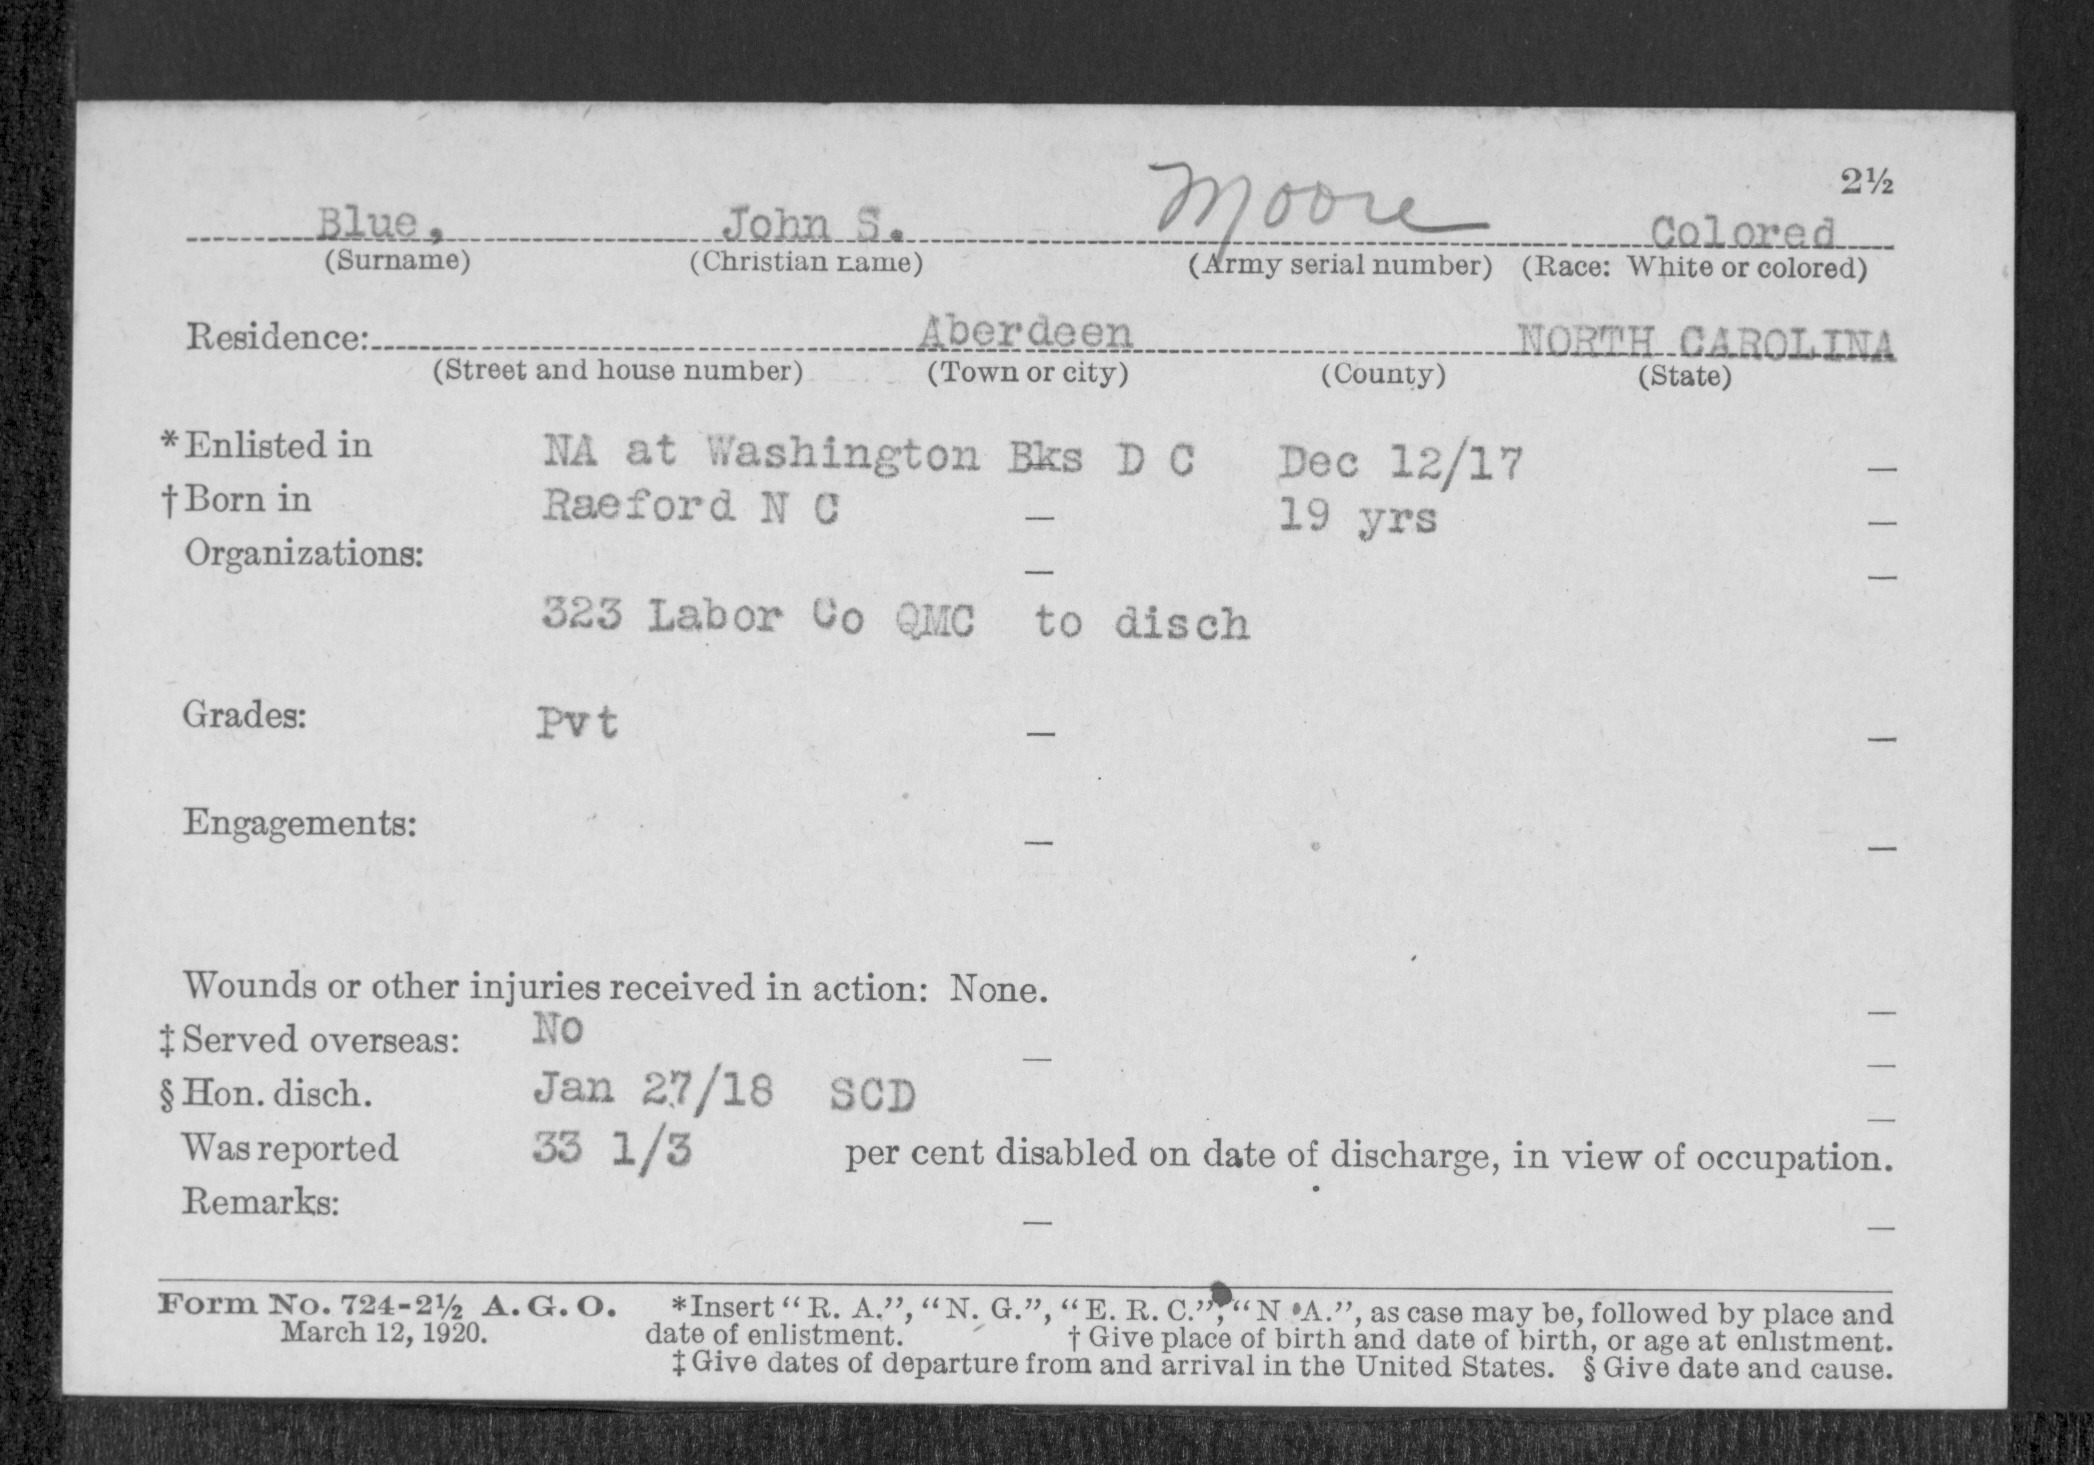 2½
Blue, John S. Moore Colored
(Surname) (Christian name) (Army serial number) (Race: White or colored)
Residence: Aberdeen NORTH CAROLINA
(Street and house number) (Town or city) (County) (State)
*Enlisted in NA at Washington Bks D C Dec 12/17 —
†Born in Raeford N C — 19 yrs —
Organizations: — —
323 Labor Co QMC to disch
Grades: Pvt — —
Engagements: — —
Wounds or other injuries received in action: None. —
‡Served overseas: No — —
§Hon. disch. Jan 27/18 SCD —
Was reported 33 1/3 per cent disabled on date of discharge, in view of occupation.
Remarks: — —
Form No. 724-2½ A.G.O. *Insert "R. A.", "N. G.", "E. R. C.", "N A.", as case may be, followed by place and
March 12, 1920. date of enlistment. †Give place of birth and date of birth, or age at enlistment.
‡Give dates of departure from and arrival in the United States. §Give date and cause.